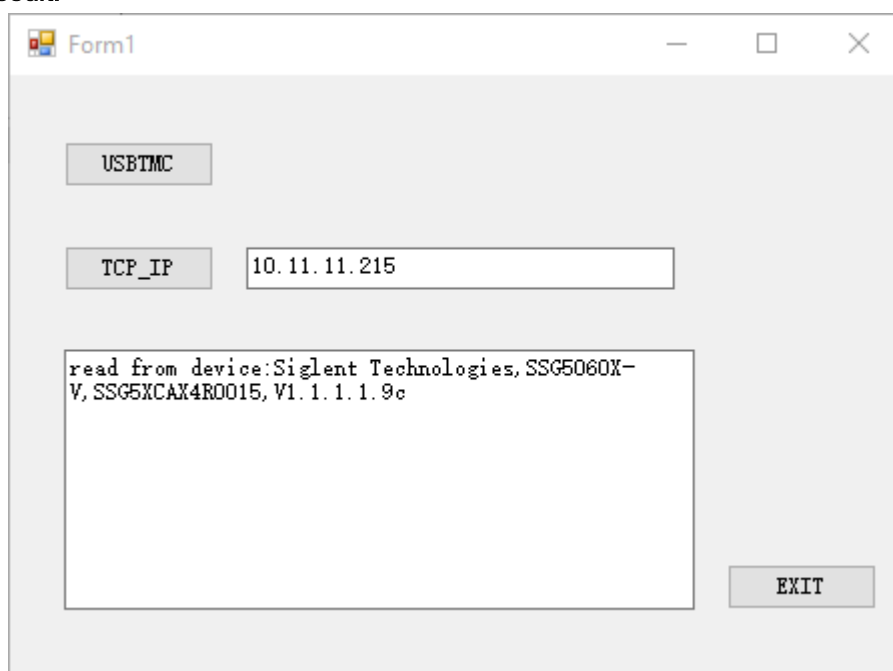 Form1
USBTMC
TCP_IP
10.11.11.215
read from device:Siglent Technologies,SSG5060X-
V,SSG5XCAX4R0015,V1.1.1.1.9c
EXIT